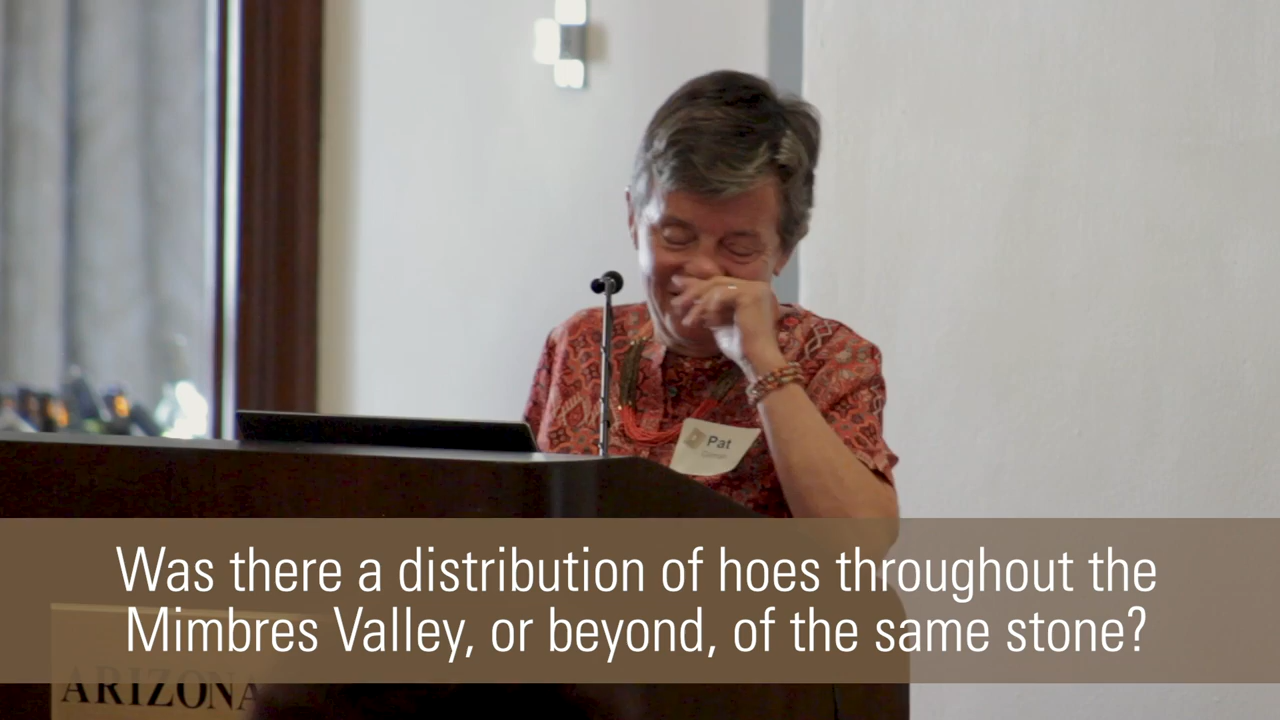 Pat
Was there a distribution of hoes throughout the
Mimbres Valley, or beyond, of the same stone?
ARIZONA